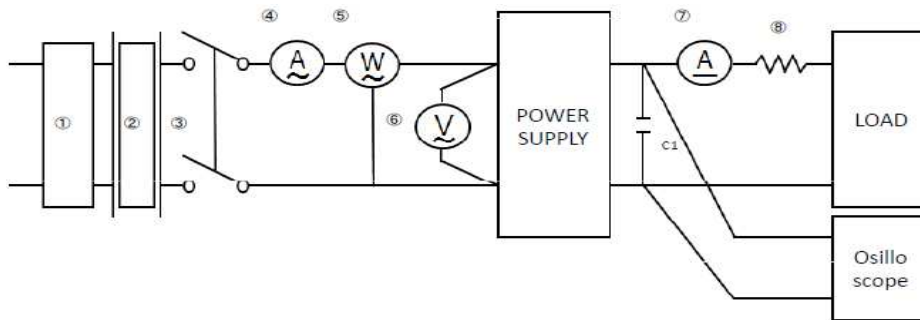 ④
⑤
⑦
⑧
A
W
A
①
②
③
⑥
V
POWER
SUPPLY
C1
LOAD
Osillo
scope